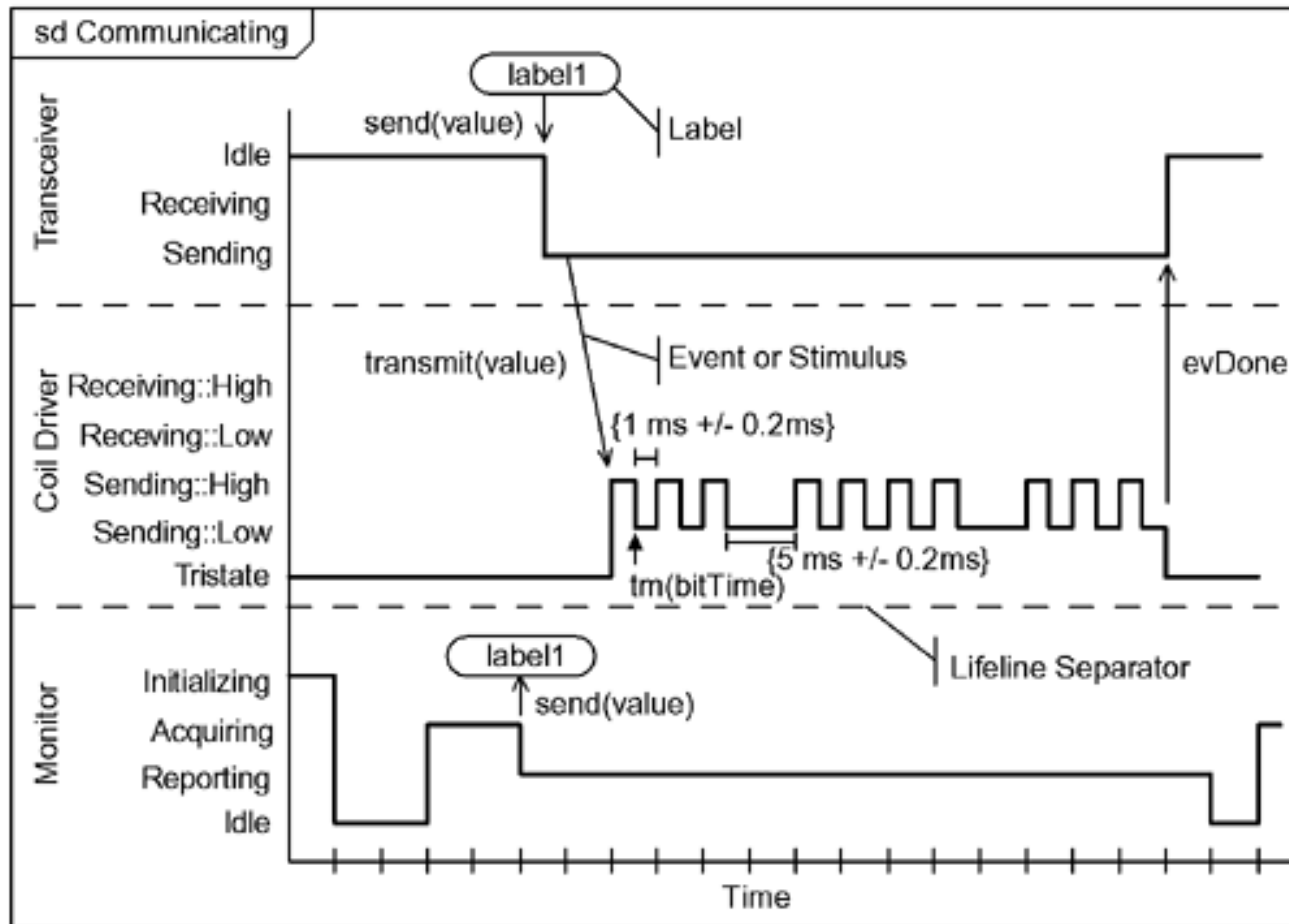 sd Communicating
label1
send(value)
Label
Transceiver
Idle
Receiving
Sending
transmit(value)
Event or Stimulus
evDone
Coil Driver
Receiving::High
Receving::Low
Sending::High
Sending::Low
Tristate
{1 ms +/- 0.2ms}
{5 ms +/- 0.2ms}
tm(bitTime)
label1
send(value)
Lifeline Separator
Monitor
Initializing
Acquiring
Reporting
Idle
Time